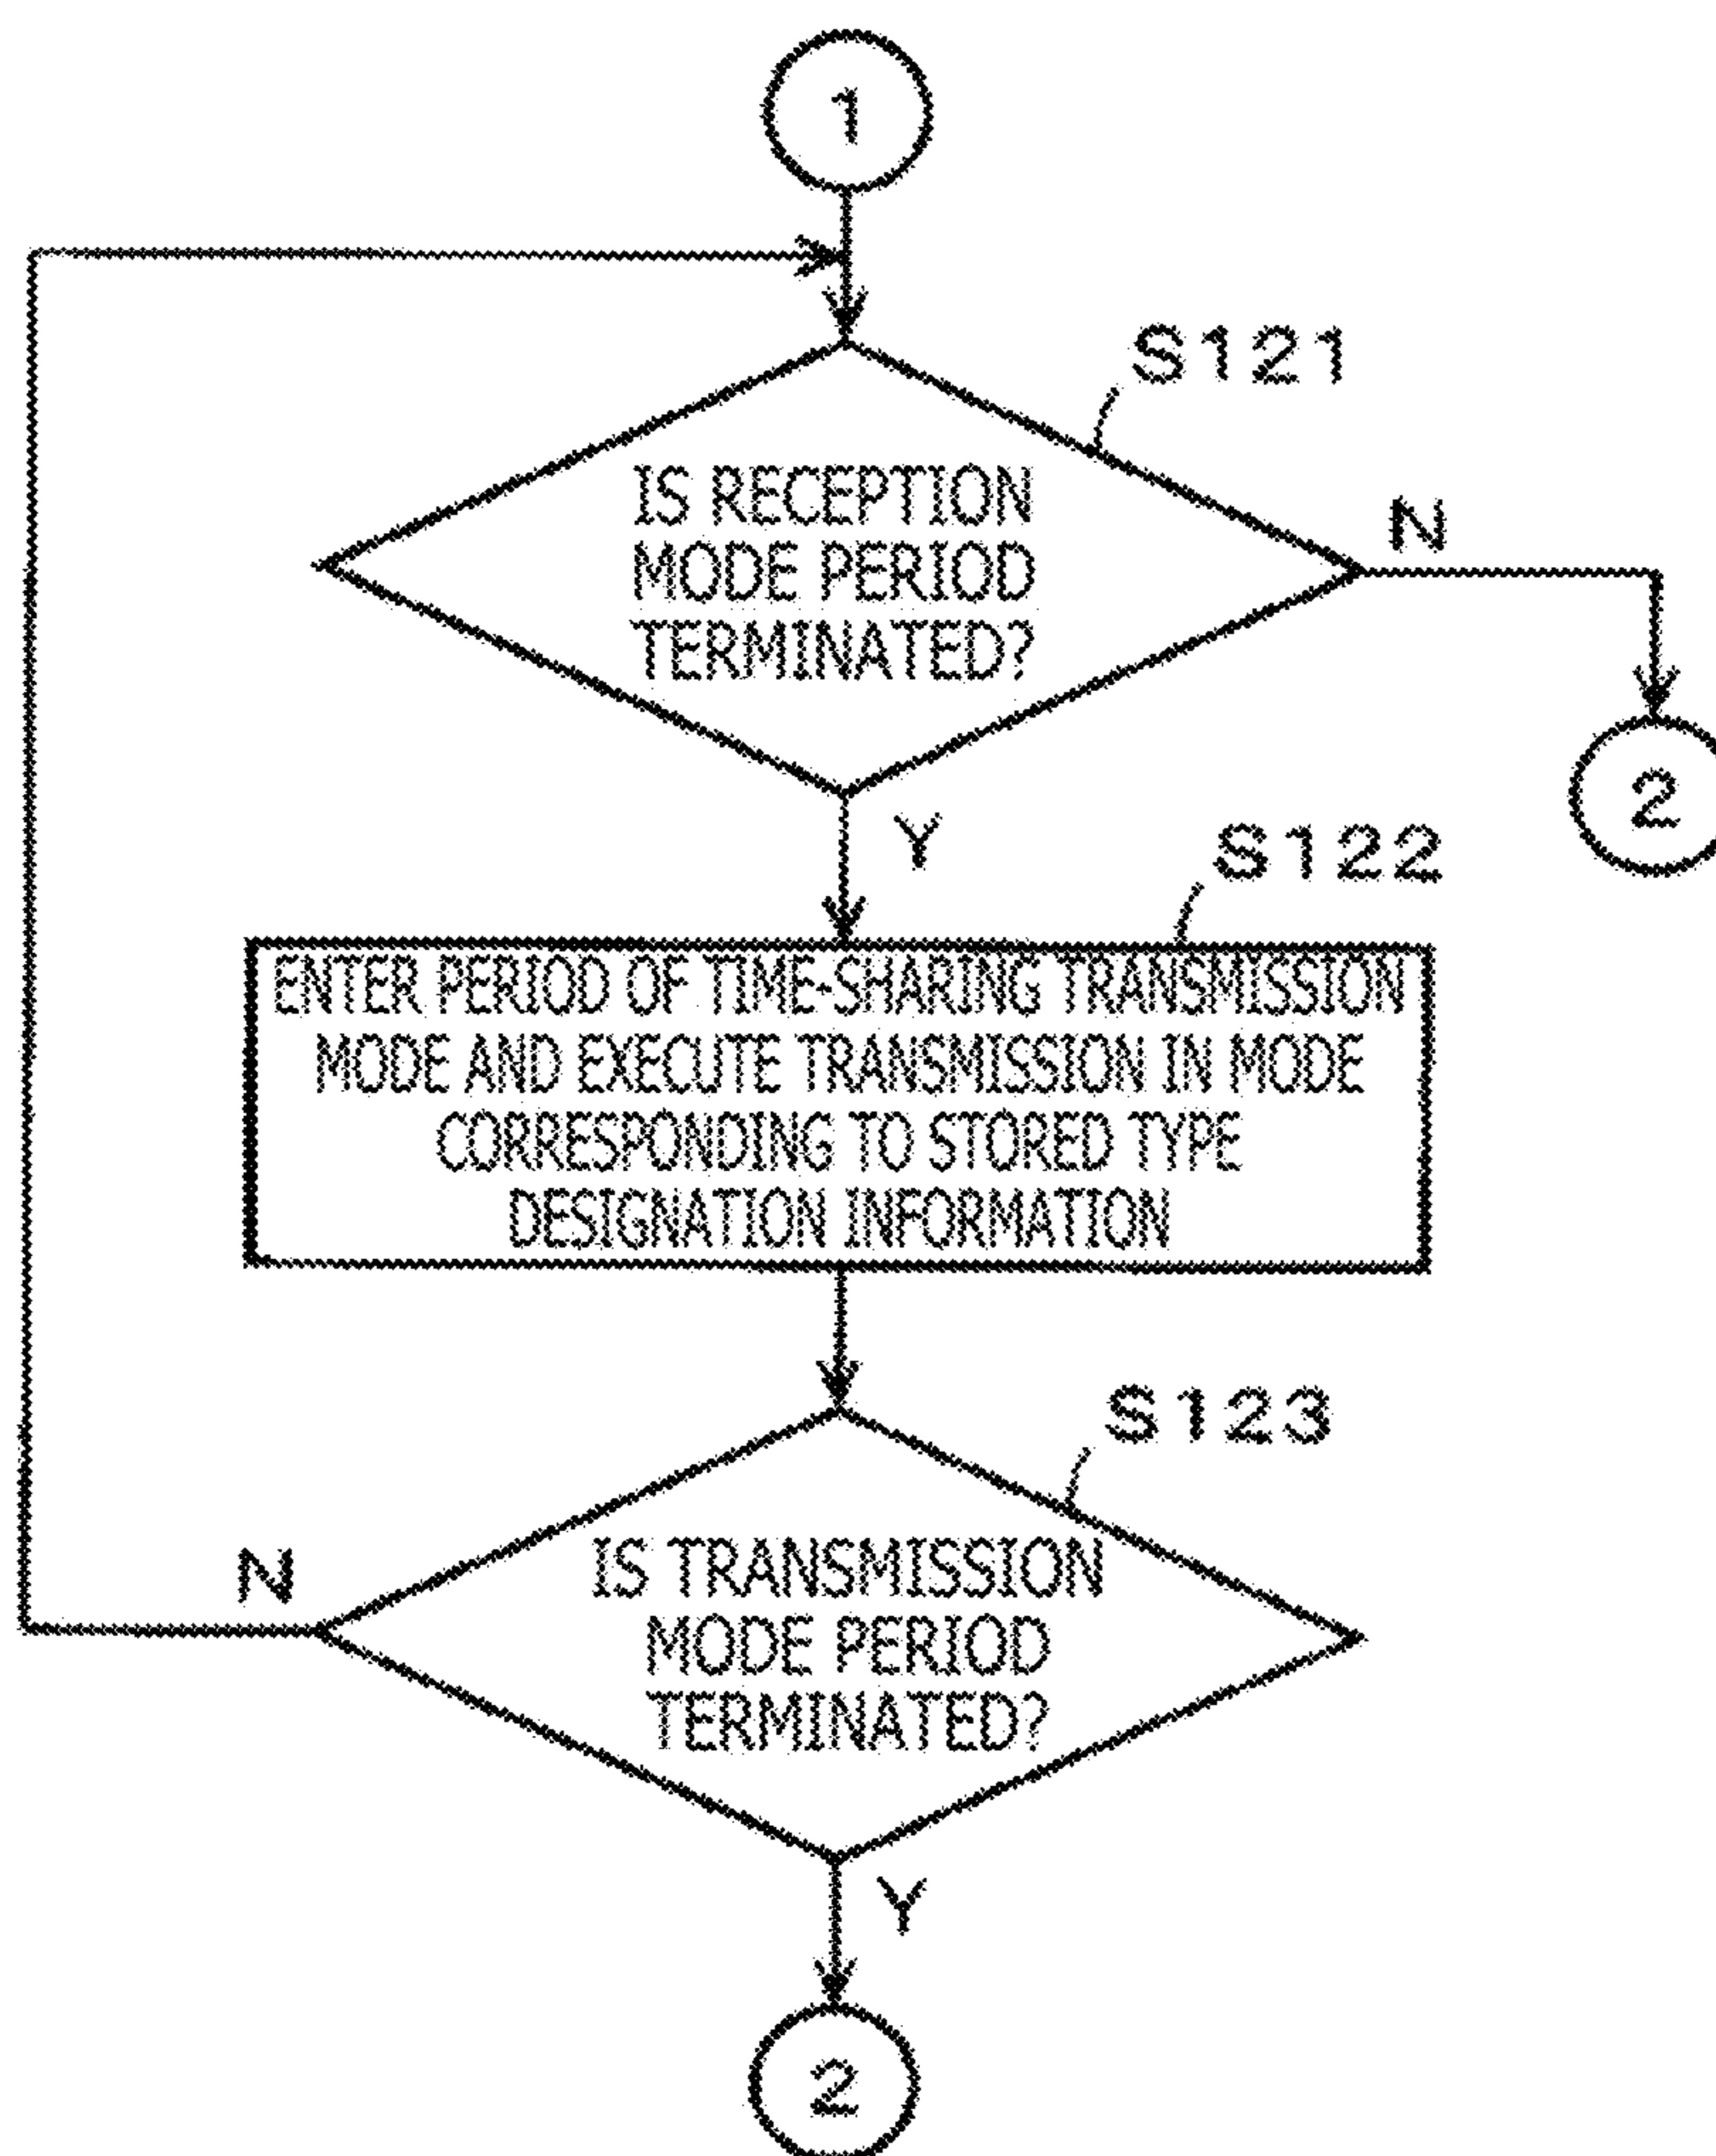 1
S121
IS RECEPTION
MODE PERIOD
TERMINATED?
N
2
Y
S122
ENTER PERIOD OF TIME-SHARING TRANSMISSION
MODE AND EXECUTE TRANSMISSION IN MODE
CORRESPONDING TO STORED TYPE
DESIGNATION INFORMATION
S123
N
IS TRANSMISSION
MODE PERIOD
TERMINATED?
Y
2